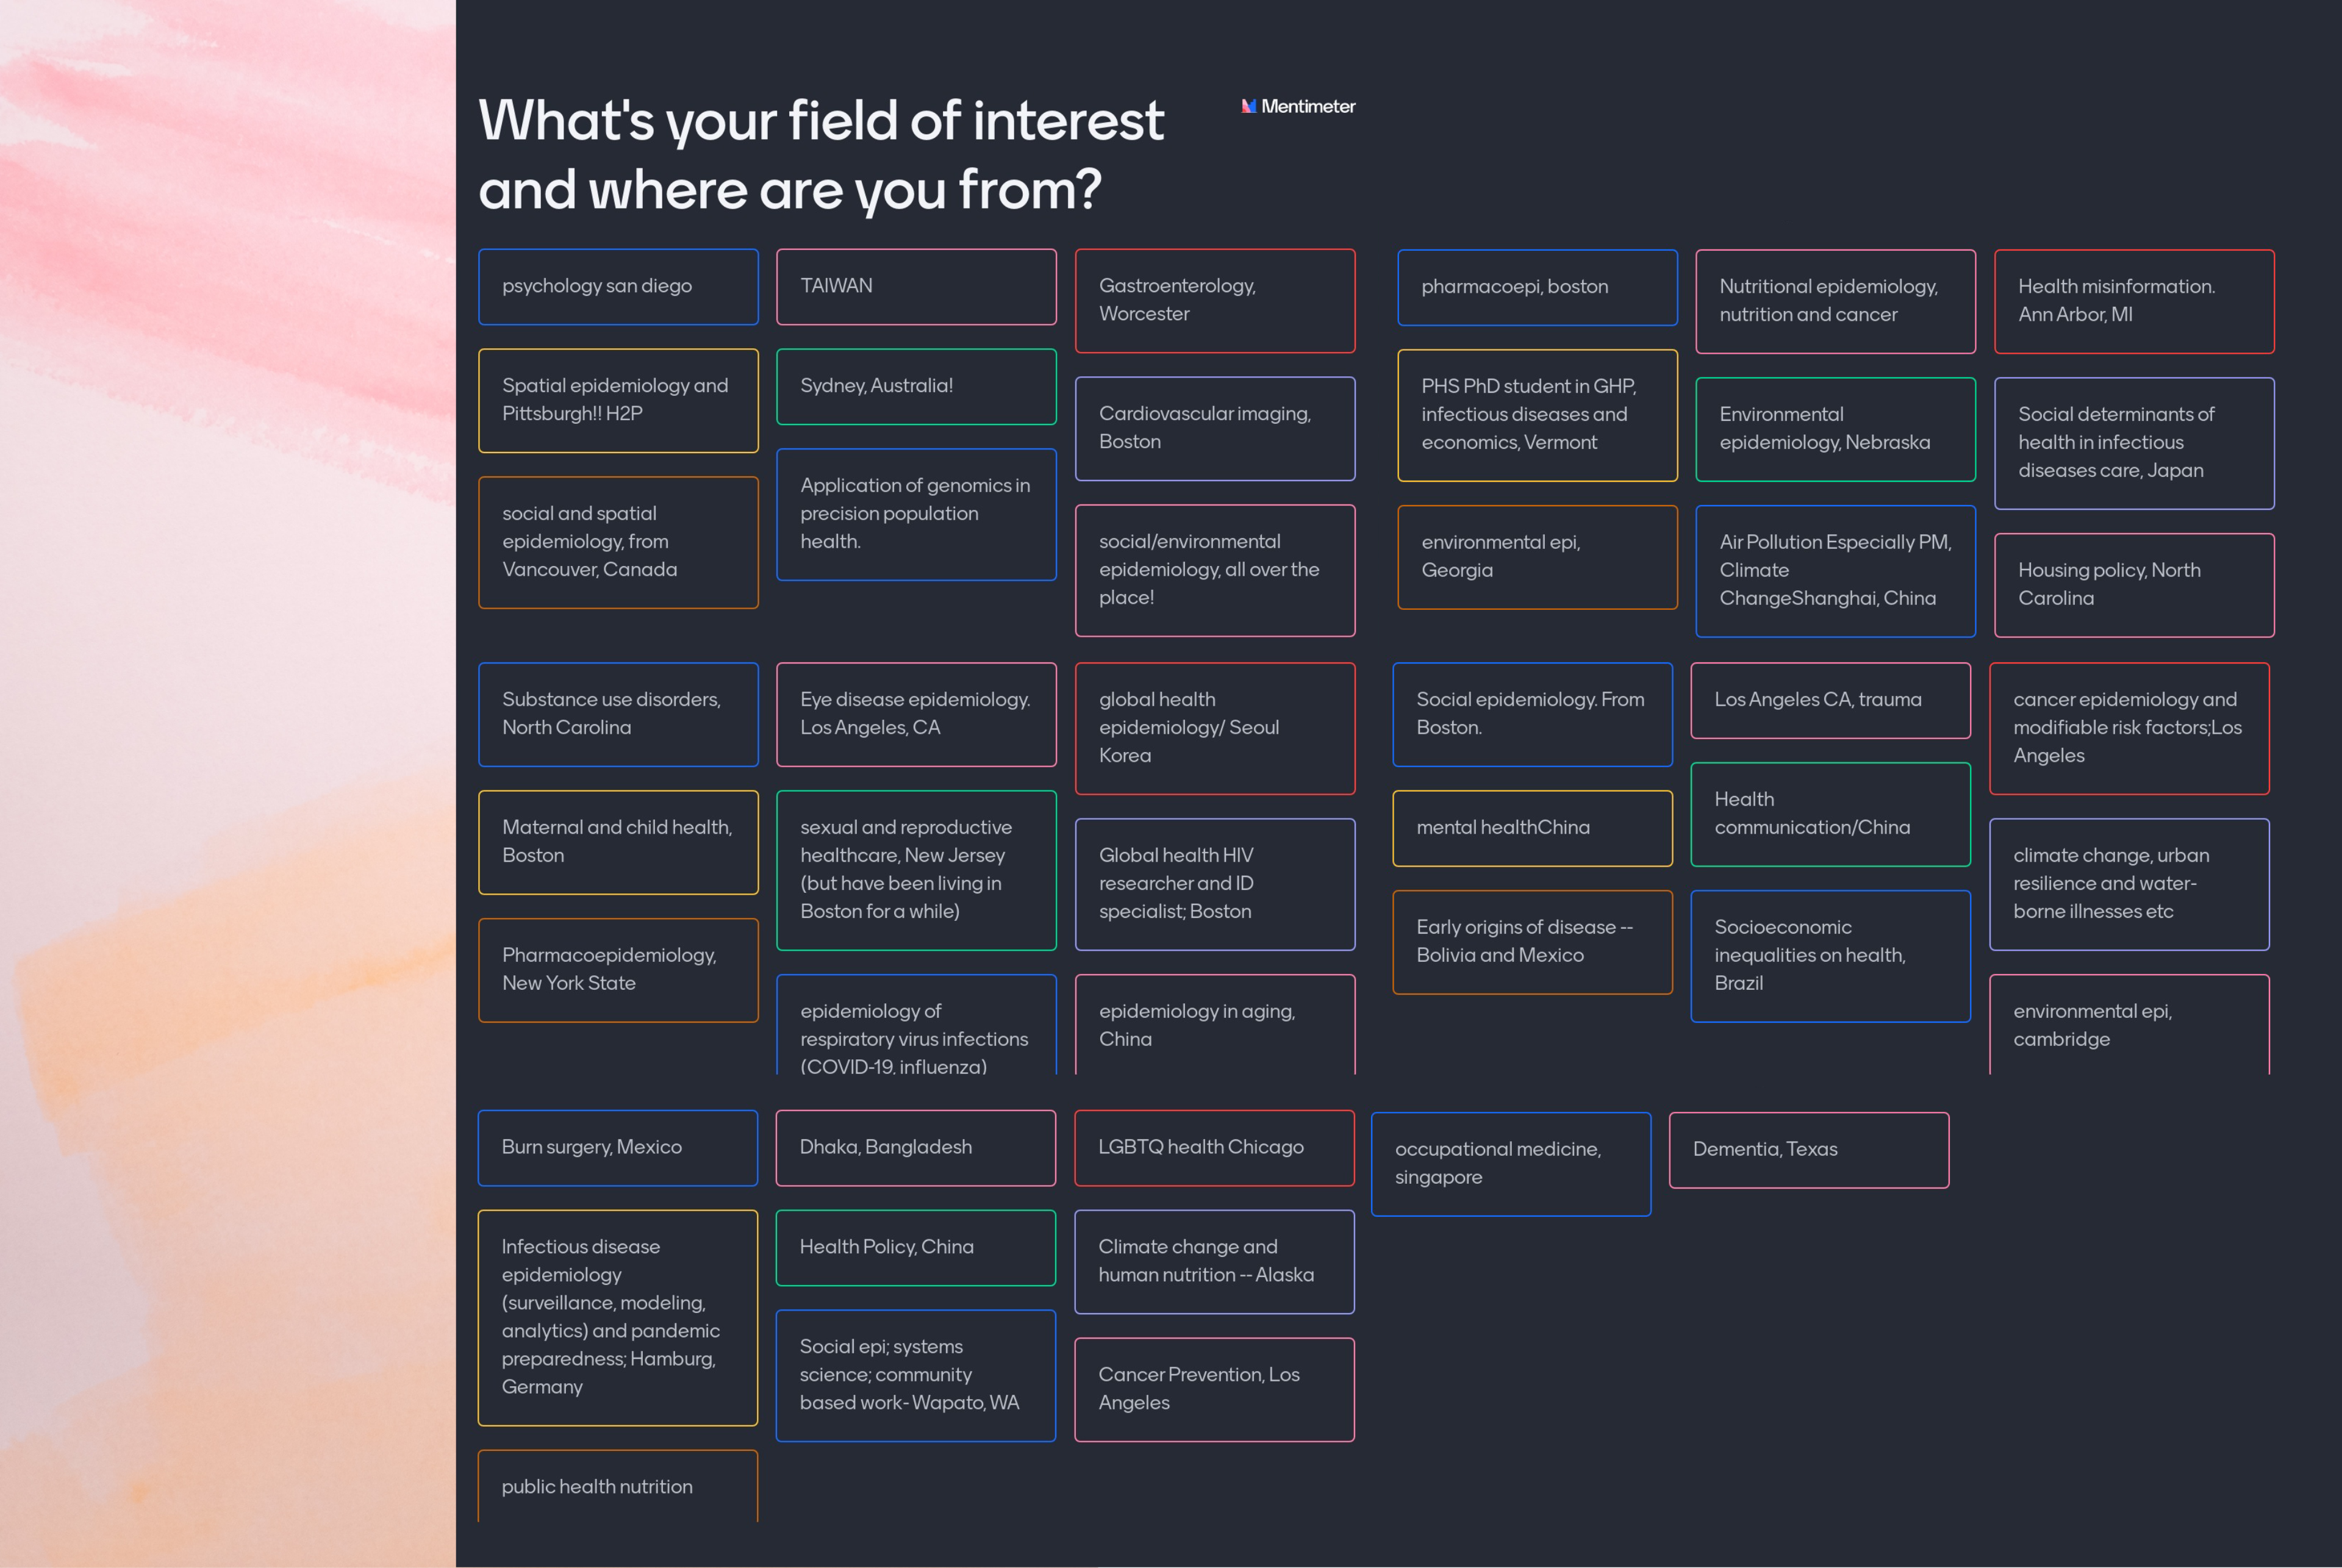 What's your field of interest
and where are you from?
Mentimeter
psychology san diego
Spatial epidemiology and
Pittsburgh!! H2P
social and spatial
epidemiology, from
Vancouver, Canada
TAIWAN
Sydney, Australia!
Application of genomics in
precision population
health.
Gastroenterology,
Worcester
Cardiovascular imaging,
Boston
social/environmental
epidemiology, all over the
place!
pharmacoepi, boston
PHS PhD student in GHP,
infectious diseases and
economics, Vermont
environmental epi,
Georgia
Nutritional epidemiology,
nutrition and cancer
Environmental
epidemiology, Nebraska
Air Pollution Especially PM,
Climate
ChangeShanghai, China
Health misinformation.
Ann Arbor, MI
Social determinants of
health in infectious
diseases care, Japan
Housing policy, North
Carolina
Substance use disorders,
North Carolina
Maternal and child health,
Boston
Pharmacoepidemiology,
New York State
Eye disease epidemiology.
Los Angeles, CA
sexual and reproductive
healthcare, New Jersey
(but have been living in
Boston for a while)
epidemiology of
respiratory virus infections
(COVID-19, influenza)
global health
epidemiology/ Seoul
Korea
Global health HIV
researcher and ID
specialist; Boston
epidemiology in aging,
China
Social epidemiology. From
Boston.
mental healthChina
Early origins of disease --
Bolivia and Mexico
Los Angeles CA, trauma
Health
communication/China
Socioeconomic
inequalities on health,
Brazil
cancer epidemiology and
modifiable risk factors;Los
Angeles
climate change, urban
resilience and water-
borne illnesses etc
environmental epi,
cambridge
Burn surgery, Mexico
Infectious disease
epidemiology
(surveillance, modeling,
analytics) and pandemic
preparedness; Hamburg,
Germany
public health nutrition
Dhaka, Bangladesh
Health Policy, China
Social epi; systems
science; community
based work- Wapato, WA
LGBTQ health Chicago
Climate change and
human nutrition -- Alaska
Cancer Prevention, Los
Angeles
occupational medicine,
singapore
Dementia, Texas